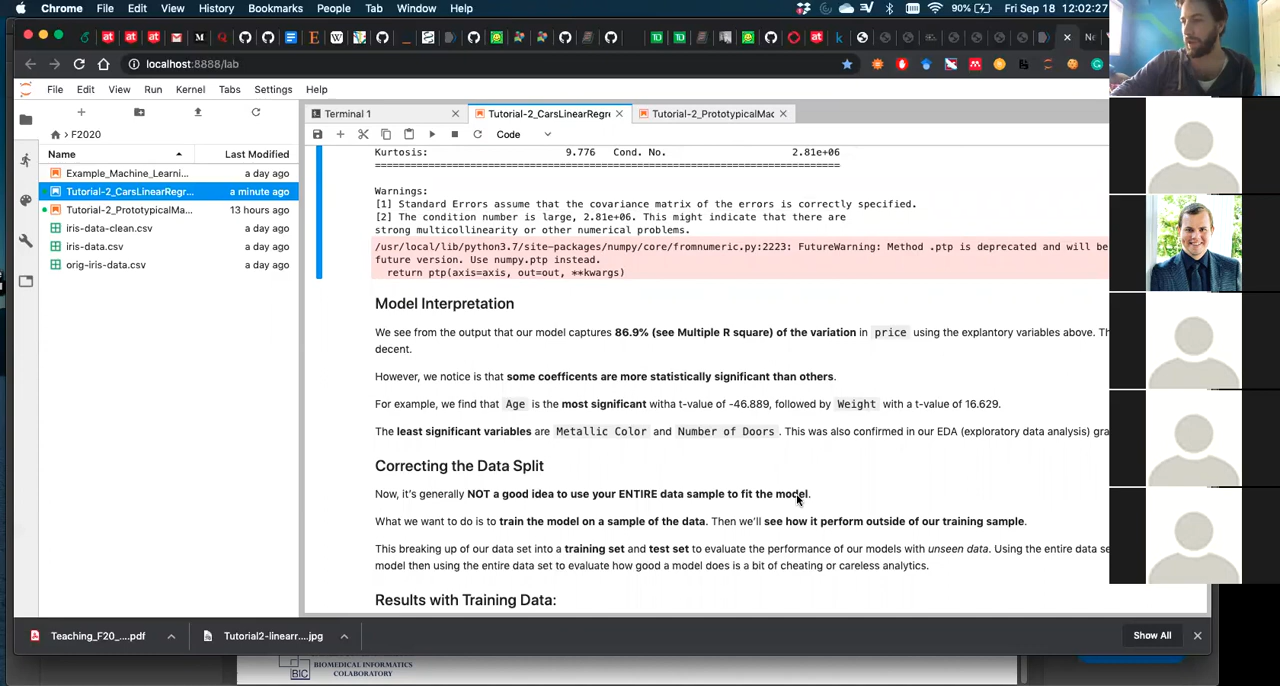 Chrome File Edit View History Bookmarks People Tab Window Help 90% Fri Sep 18 12:02:27
localhost:8888/lab
File Edit View Run Kernel Tabs Settings Help
Terminal 1 Tutorial-2_CarsLinearRegre Tutorial-2_PrototypicalMac
F2020
Code
Name Last Modified
Example_Machine_Learni... a day ago
Tutorial-2_CarsLinearRegr... a minute ago
Tutorial-2_PrototypicalMa... 13 hours ago
iris-data-clean.csv a day ago
iris-data.csv a day ago
orig-iris-data.csv a day ago
Kurtosis: 9.776 Cond. No. 2.81e+06
==============================================================================
Warnings:
[1] Standard Errors assume that the covariance matrix of the errors is correctly specified.
[2] The condition number is large, 2.81e+06. This might indicate that there are
strong multicollinearity or other numerical problems.
/usr/local/lib/python3.7/site-packages/numpy/core/fromnumeric.py:2223: FutureWarning: Method .ptp is deprecated and will be
future version. Use numpy.ptp instead.
return ptp(axis=axis, out=out, **kwargs)
Model Interpretation
We see from the output that our model captures 86.9% (see Multiple R square) of the variation in price using the explantory variables above. Th
decent.
However, we notice is that some coefficents are more statistically significant than others.
For example, we find that Age is the most significant witha t-value of -46.889, followed by Weight with a t-value of 16.629.
The least significant variables are Metallic Color and Number of Doors . This was also confirmed in our EDA (exploratory data analysis) gra
Correcting the Data Split
Now, it's generally NOT a good idea to use your ENTIRE data sample to fit the model.
What we want to do is to train the model on a sample of the data. Then we'll see how it perform outside of our training sample.
This breaking up of our data set into a training set and test set to evaluate the performance of our models with unseen data. Using the entire data se
model then using the entire data set to evaluate how good a model does is a bit of cheating or careless analytics.
Results with Training Data:
Teaching_F20_....pdf Tutorial2-linearr....jpg Show All
BIOMEDICAL INFORMATICS
BIC COLABORATORY